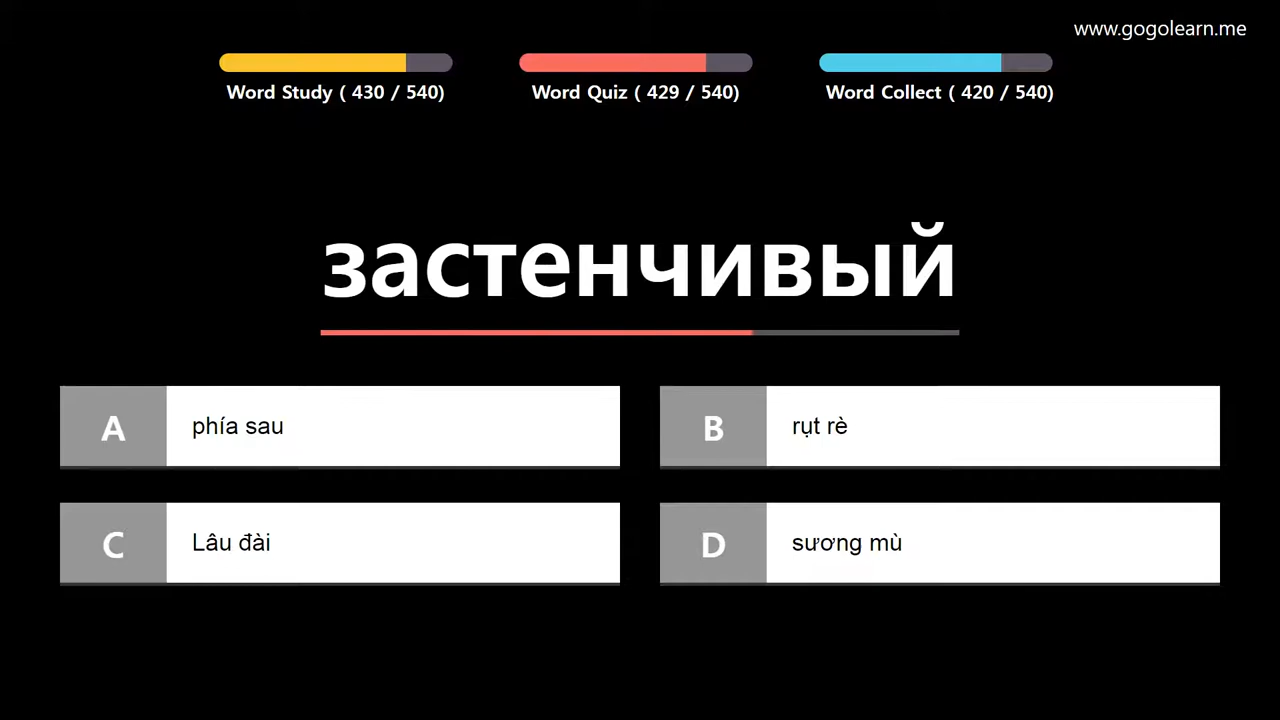 www.gogolearn.me
Word Study ( 430 / 540)
Word Quiz ( 429 / 540)
Word Collect ( 420 / 540)
застенчивый
A phía sau
B rụt rè
C Lâu đài
D sương mù